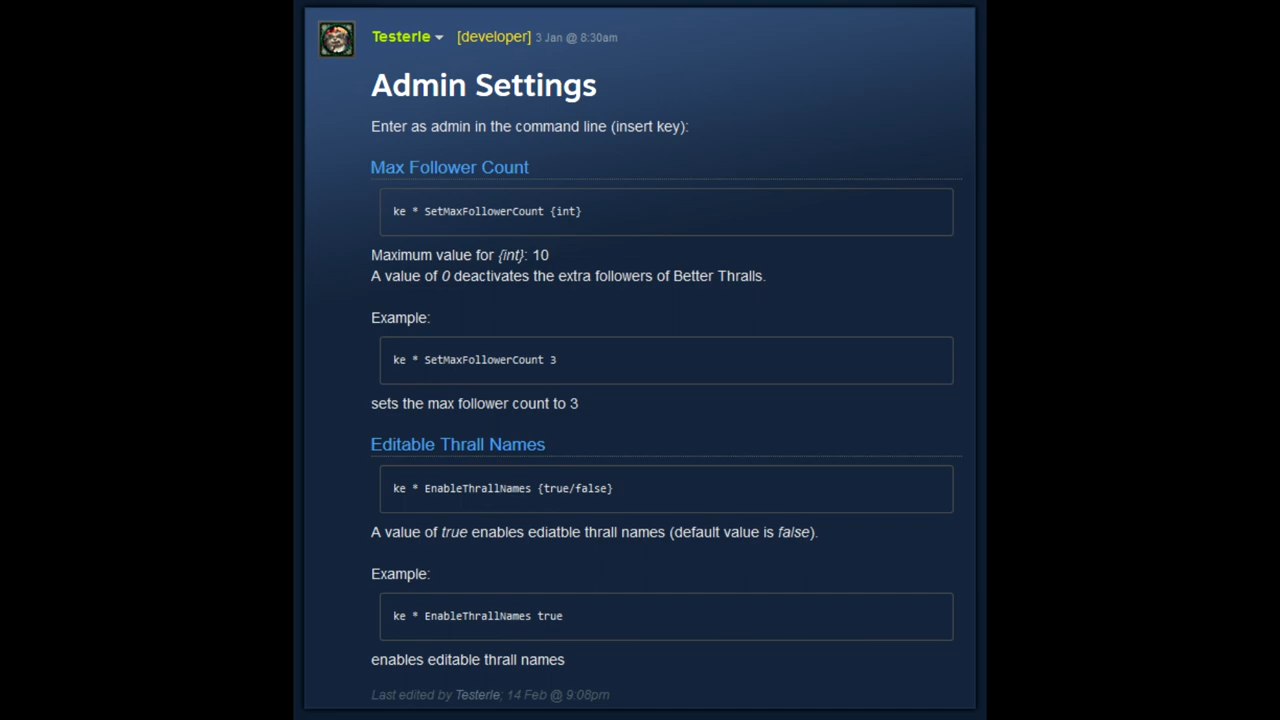 Testerle [developer] 3 Jan @ 8:30am
Admin Settings
Enter as admin in the command line (insert key):
Max Follower Count
ke * SetMaxFollowerCount {int}
Maximum value for {int}: 10
A value of 0 deactivates the extra followers of Better Thralls.
Example:
ke * SetMaxFollowerCount 3
sets the max follower count to 3
Editable Thrall Names
ke * EnableThrallNames {true/false}
A value of true enables ediatble thrall names (default value is false).
Example:
ke * EnableThrallNames true
enables editable thrall names
Last edited by Testerle; 14 Feb @ 9:08pm